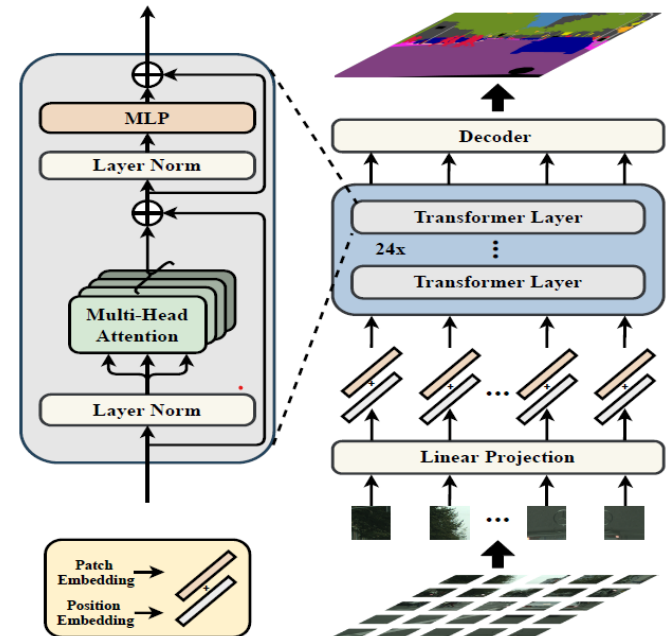 MLP
Layer Norm
Multi-Head
Attention
Layer Norm
Patch
Embedding
Position
Embedding
+
Decoder
Transformer Layer
24x
Transformer Layer
+
+
...
+
+
Linear Projection
...